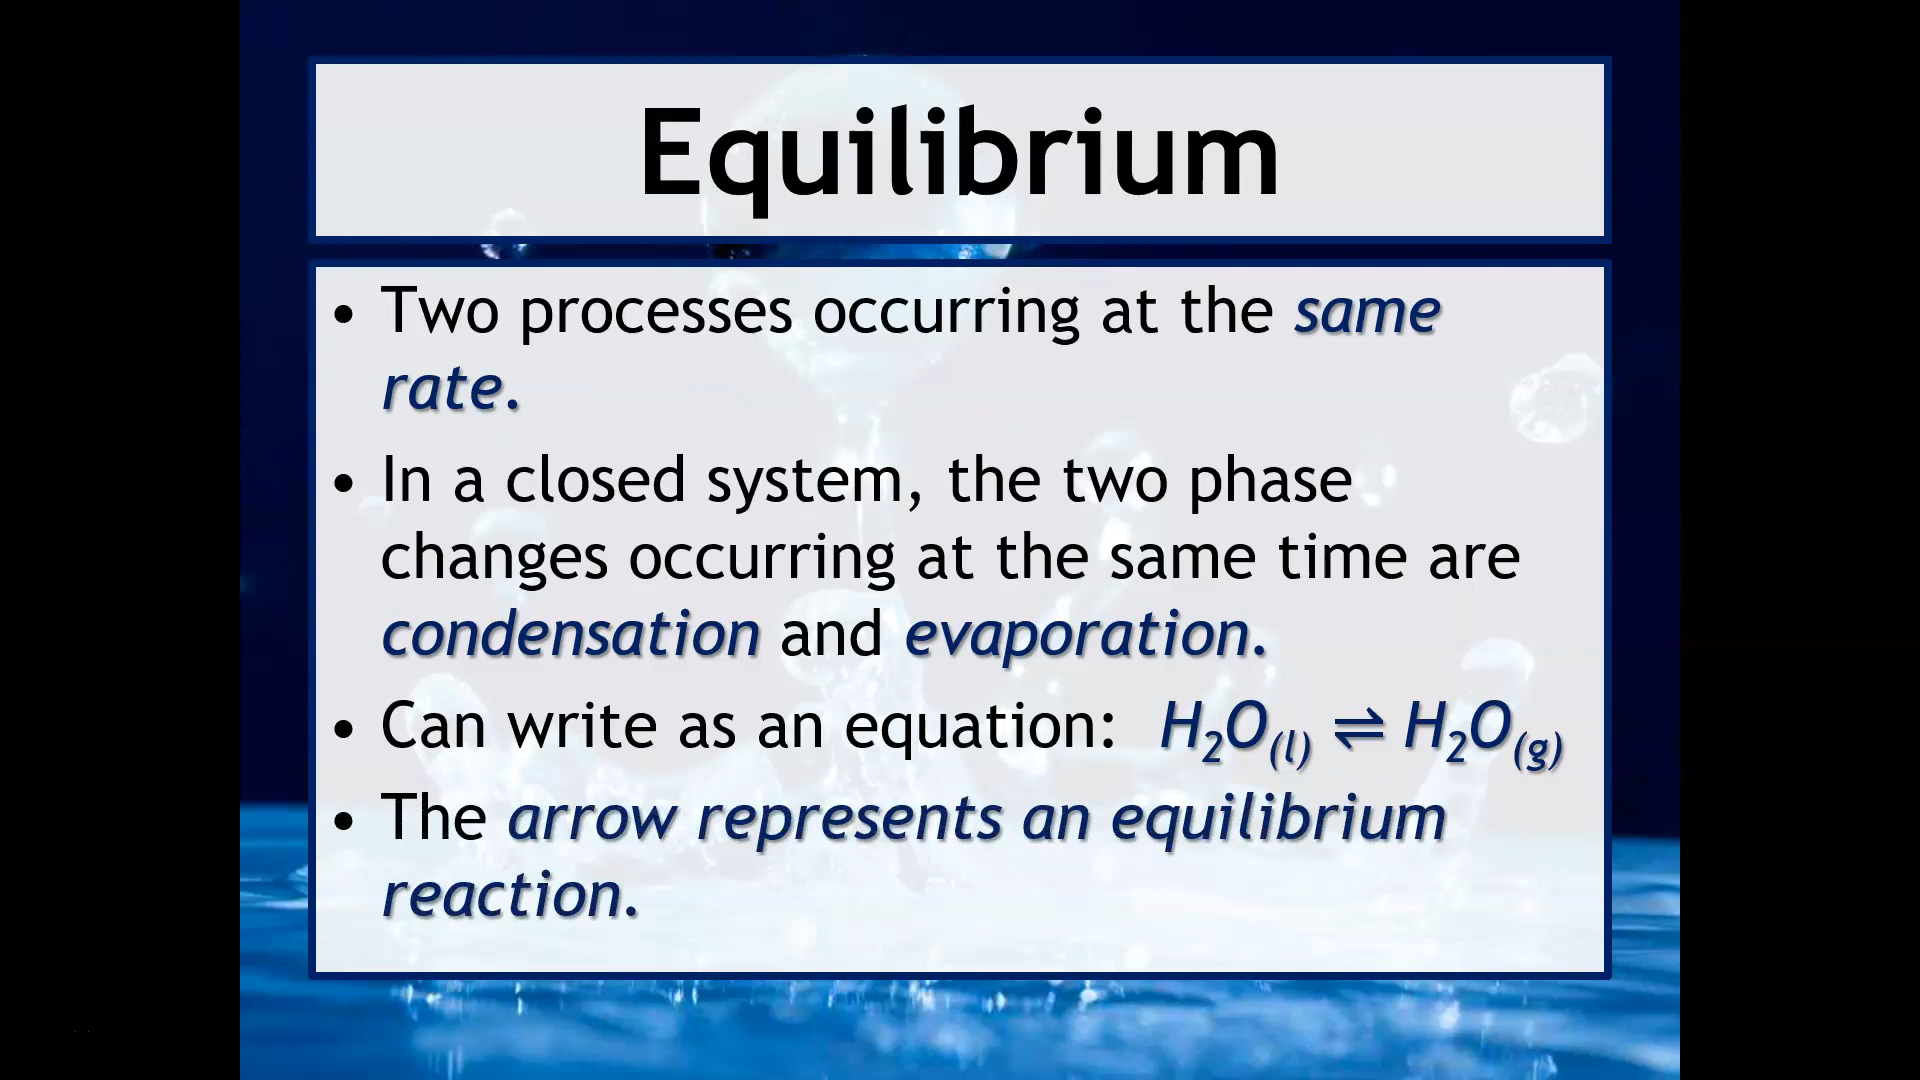 Equilibrium
• Two processes occurring at the same
rate.
• In a closed system, the two phase
changes occurring at the same time are
condensation and evaporation.
• Can write as an equation: H₂O₍l₎ ⇌ H₂O₍g₎
• The arrow represents an equilibrium
reaction.